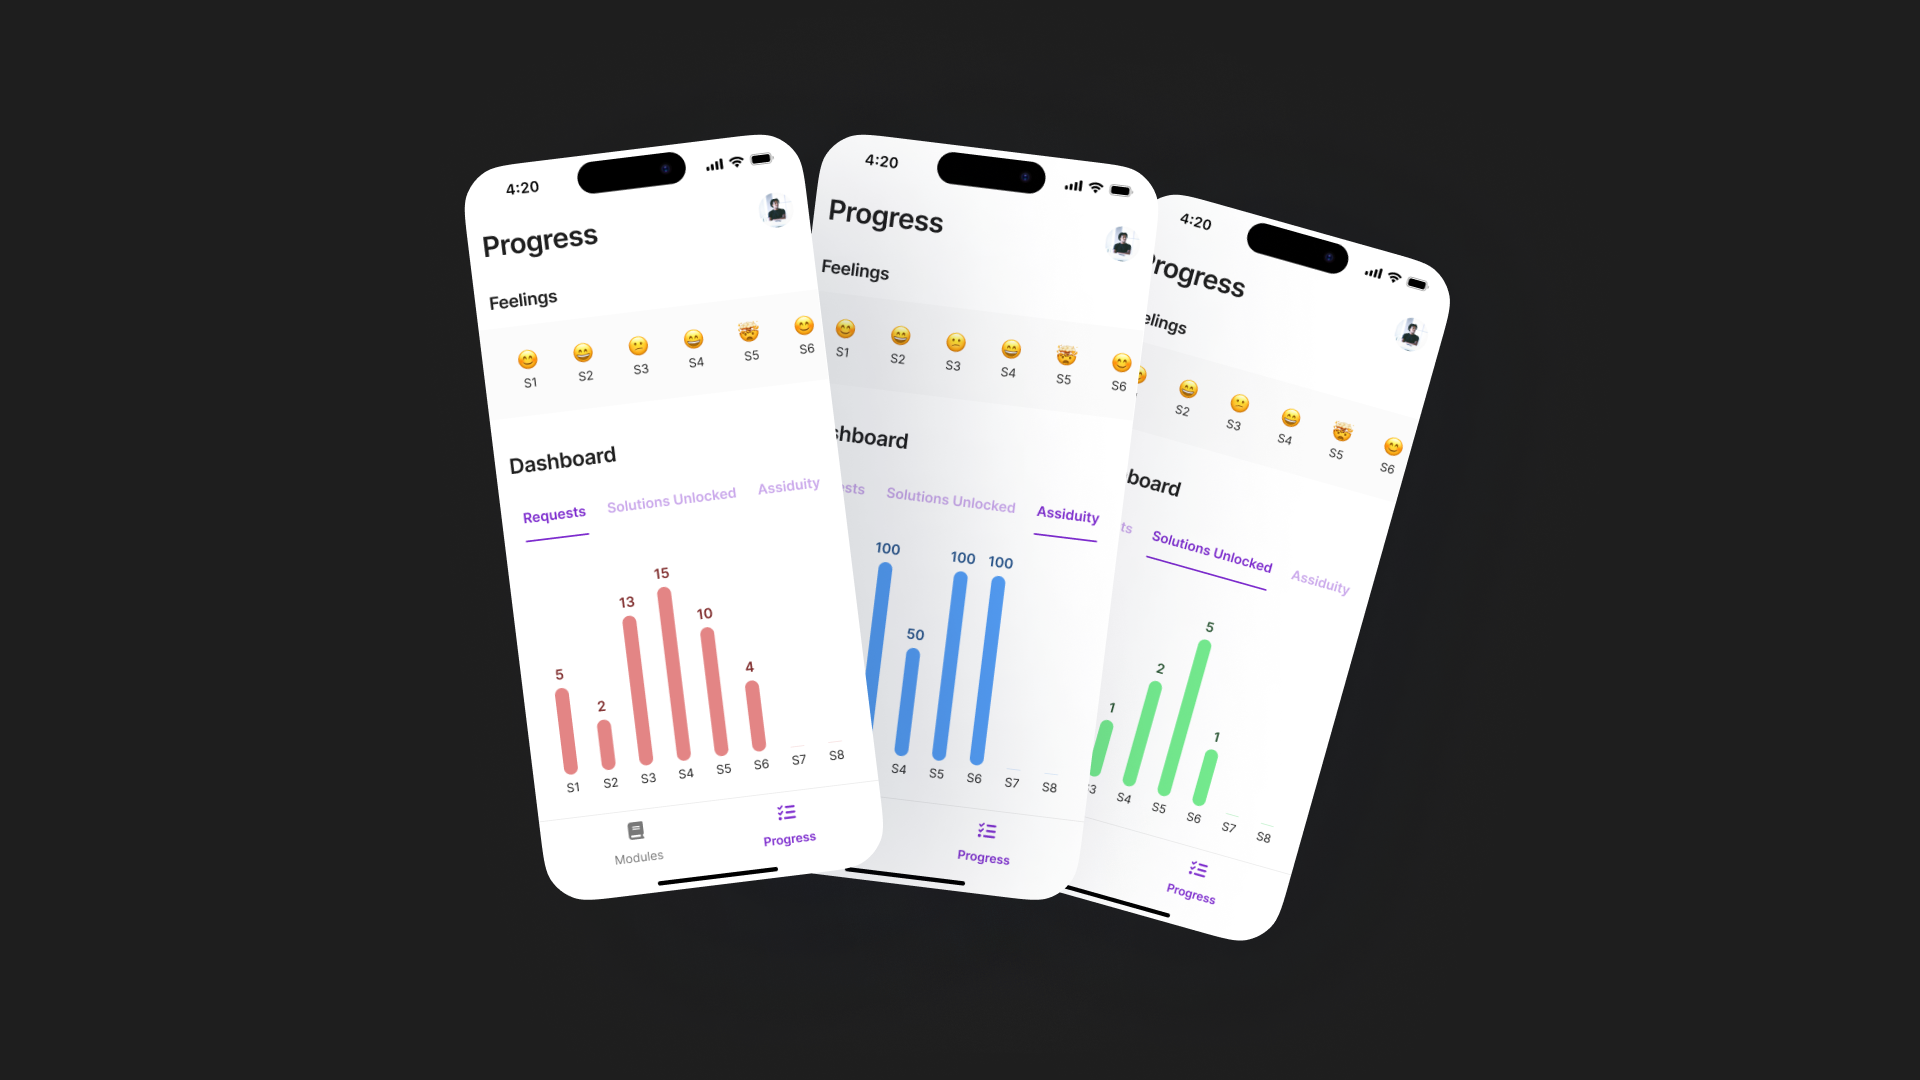 4:20
Progress
Feelings
S1 S2 S3 S4 S5 S6
Dashboard
Requests Solutions Unlocked Assiduity
5 2 13 15 10 4
S1 S2 S3 S4 S5 S6 S7 S8
Modules Progress
4:20
Progress
Feelings
S1 S2 S3 S4 S5 S6
shboard
sts Solutions Unlocked Assiduity
100 50 100 100
S4 S5 S6 S7 S8
Progress
4:20
Progress
elings
S2 S3 S4 S5 S6
board
ts Solutions Unlocked Assiduity
1 2 5 1
3 S4 S5 S6 S7 S8
Progress